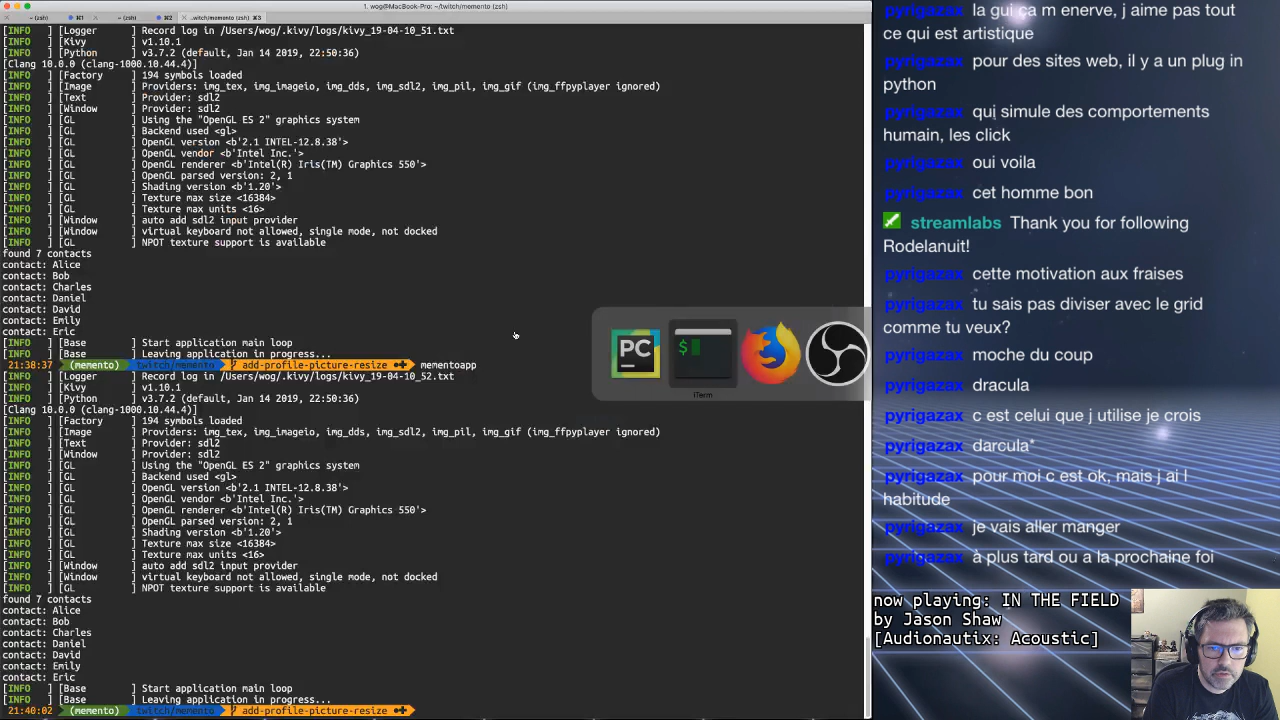 1. wog@MacBook-Pro: ~/twitch/memento (zsh)
~ (zsh) ⌘1 ~ (zsh) ⌘2 ..witch/memento (zsh) ⌘3
[INFO ] [Logger ] Record log in /Users/wog/.kivy/logs/kivy_19-04-10_51.txt
[INFO ] [Kivy ] v1.10.1
[INFO ] [Python ] v3.7.2 (default, Jan 14 2019, 22:50:36)
[Clang 10.0.0 (clang-1000.10.44.4)]
[INFO ] [Factory ] 194 symbols loaded
[INFO ] [Image ] Providers: img_tex, img_imageio, img_dds, img_sdl2, img_pil, img_gif (img_ffpyplayer ignored)
[INFO ] [Text ] Provider: sdl2
[INFO ] [Window ] Provider: sdl2
[INFO ] [GL ] Using the "OpenGL ES 2" graphics system
[INFO ] [GL ] Backend used <gl>
[INFO ] [GL ] OpenGL version <b'2.1 INTEL-12.8.38'>
[INFO ] [GL ] OpenGL vendor <b'Intel Inc.'>
[INFO ] [GL ] OpenGL renderer <b'Intel(R) Iris(TM) Graphics 550'>
[INFO ] [GL ] OpenGL parsed version: 2, 1
[INFO ] [GL ] Shading version <b'1.20'>
[INFO ] [GL ] Texture max size <16384>
[INFO ] [GL ] Texture max units <16>
[INFO ] [Window ] auto add sdl2 input provider
[INFO ] [Window ] virtual keyboard not allowed, single mode, not docked
[INFO ] [GL ] NPOT texture support is available
found 7 contacts
contact: Alice
contact: Bob
contact: Charles
contact: Daniel
contact: David
contact: Emily
contact: Eric
[INFO ] [Base ] Start application main loop
[INFO ] [Base ] Leaving application in progress...
21:38:37 (memento) twitch/memento add-profile-picture-resize mementoapp
[INFO ] [Logger ] Record log in /Users/wog/.kivy/logs/kivy_19-04-10_52.txt
[INFO ] [Kivy ] v1.10.1
[INFO ] [Python ] v3.7.2 (default, Jan 14 2019, 22:50:36)
[Clang 10.0.0 (clang-1000.10.44.4)]
[INFO ] [Factory ] 194 symbols loaded
[INFO ] [Image ] Providers: img_tex, img_imageio, img_dds, img_sdl2, img_pil, img_gif (img_ffpyplayer ignored)
[INFO ] [Text ] Provider: sdl2
[INFO ] [Window ] Provider: sdl2
[INFO ] [GL ] Using the "OpenGL ES 2" graphics system
[INFO ] [GL ] Backend used <gl>
[INFO ] [GL ] OpenGL version <b'2.1 INTEL-12.8.38'>
[INFO ] [GL ] OpenGL vendor <b'Intel Inc.'>
[INFO ] [GL ] OpenGL renderer <b'Intel(R) Iris(TM) Graphics 550'>
[INFO ] [GL ] OpenGL parsed version: 2, 1
[INFO ] [GL ] Shading version <b'1.20'>
[INFO ] [GL ] Texture max size <16384>
[INFO ] [GL ] Texture max units <16>
[INFO ] [Window ] auto add sdl2 input provider
[INFO ] [Window ] virtual keyboard not allowed, single mode, not docked
[INFO ] [GL ] NPOT texture support is available
found 7 contacts
contact: Alice
contact: Bob
contact: Charles
contact: Daniel
contact: David
contact: Emily
contact: Eric
[INFO ] [Base ] Start application main loop
[INFO ] [Base ] Leaving application in progress...
21:40:02 (memento) twitch/memento add-profile-picture-resize
PC
$
iTerm
pyrigazax la gui ça m enerve, j aime pas tout
ce qui est artistique
pyrigazax pour des sites web, il y a un plug in
python
pyrigazax qui simule des comportements
humain, les click
pyrigazax oui voila
pyrigazax cet homme bon
streamlabs Thank you for following
Rodelanuit!
pyrigazax cette motivation aux fraises
pyrigazax tu sais pas diviser avec le grid
comme tu veux?
pyrigazax moche du coup
pyrigazax dracula
pyrigazax c est celui que j utilise je crois
pyrigazax darcula*
pyrigazax pour moi c est ok, mais j ai l
habitude
pyrigazax je vais aller manger
pyrigazax à plus tard ou a la prochaine foi
now playing: IN THE FIELD
by Jason Shaw
[Audionautix: Acoustic]